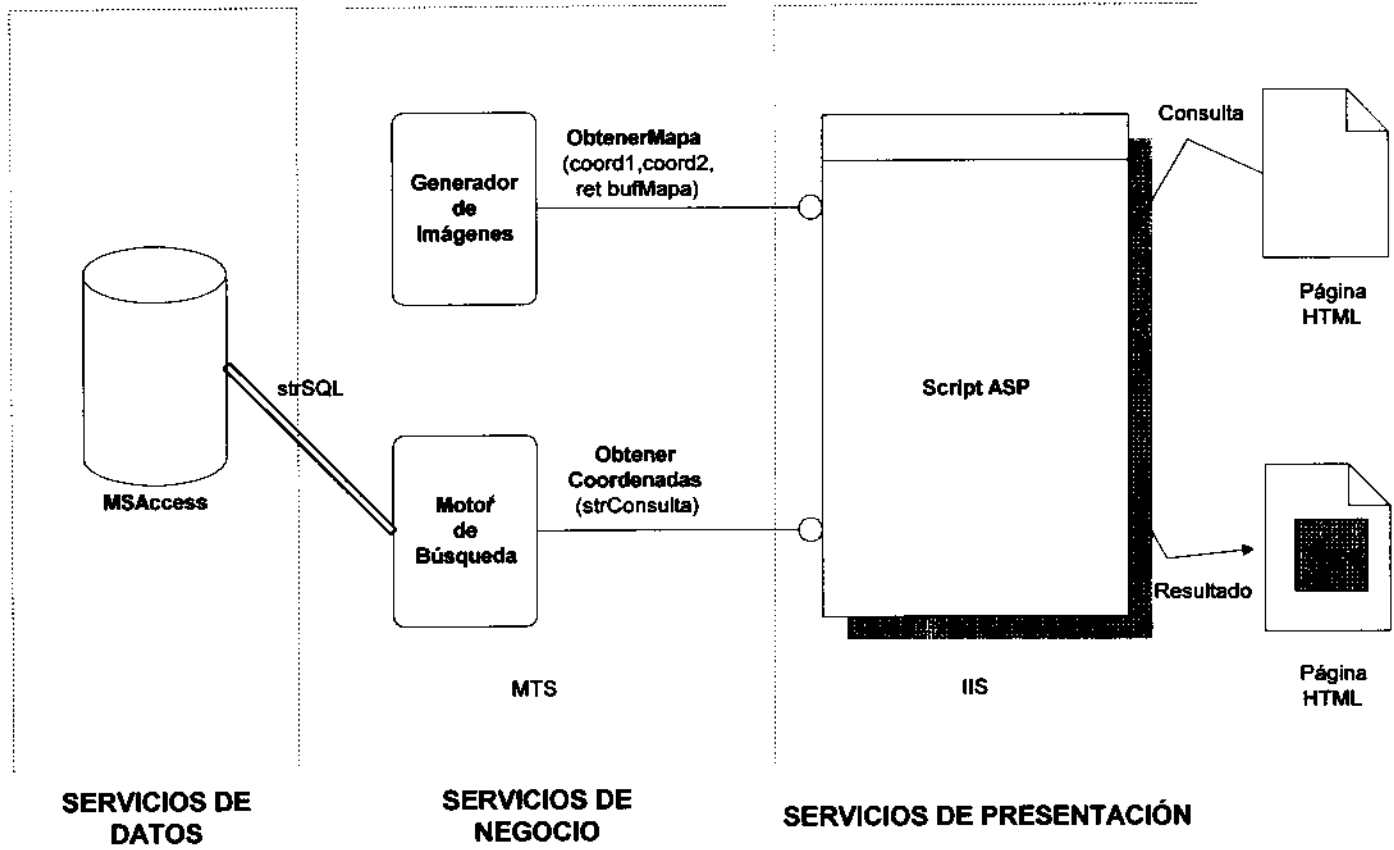 ObtenerMapa
(coord1,coord2,
ret bufMapa)
Generador
de
Imágenes
Consulta
Página
HTML
Script ASP
strSQL
MSAccess
Motor
de
Búsqueda
Obtener
Coordenadas
(strConsulta)
Resultado
Página
HTML
MTS
IIS
SERVICIOS DE
DATOS
SERVICIOS DE
NEGOCIO
SERVICIOS DE PRESENTACIÓN